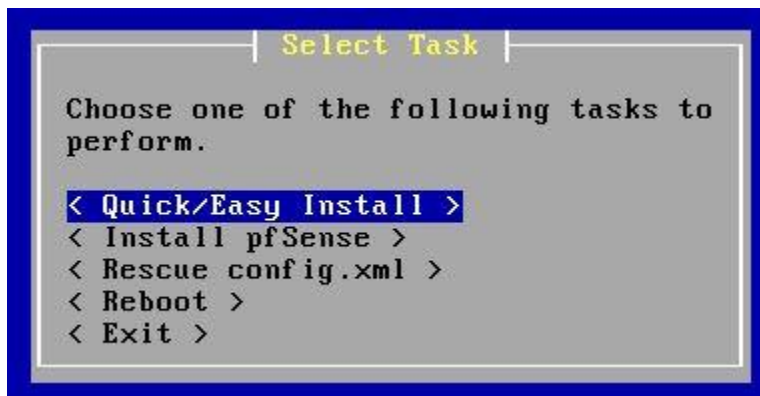 Select Task
Choose one of the following tasks to
perform.
< Quick/Easy Install >
< Install pfSense >
< Rescue config.xml >
< Reboot >
< Exit >